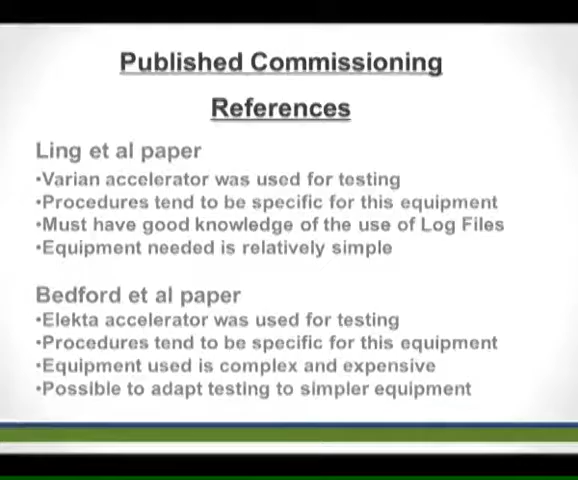 Published Commissioning
References
Ling et al paper
•Varian accelerator was used for testing
•Procedures tend to be specific for this equipment
•Must have good knowledge of the use of Log Files
•Equipment needed is relatively simple
Bedford et al paper
•Elekta accelerator was used for testing
•Procedures tend to be specific for this equipment
•Equipment used is complex and expensive
•Possible to adapt testing to simpler equipment